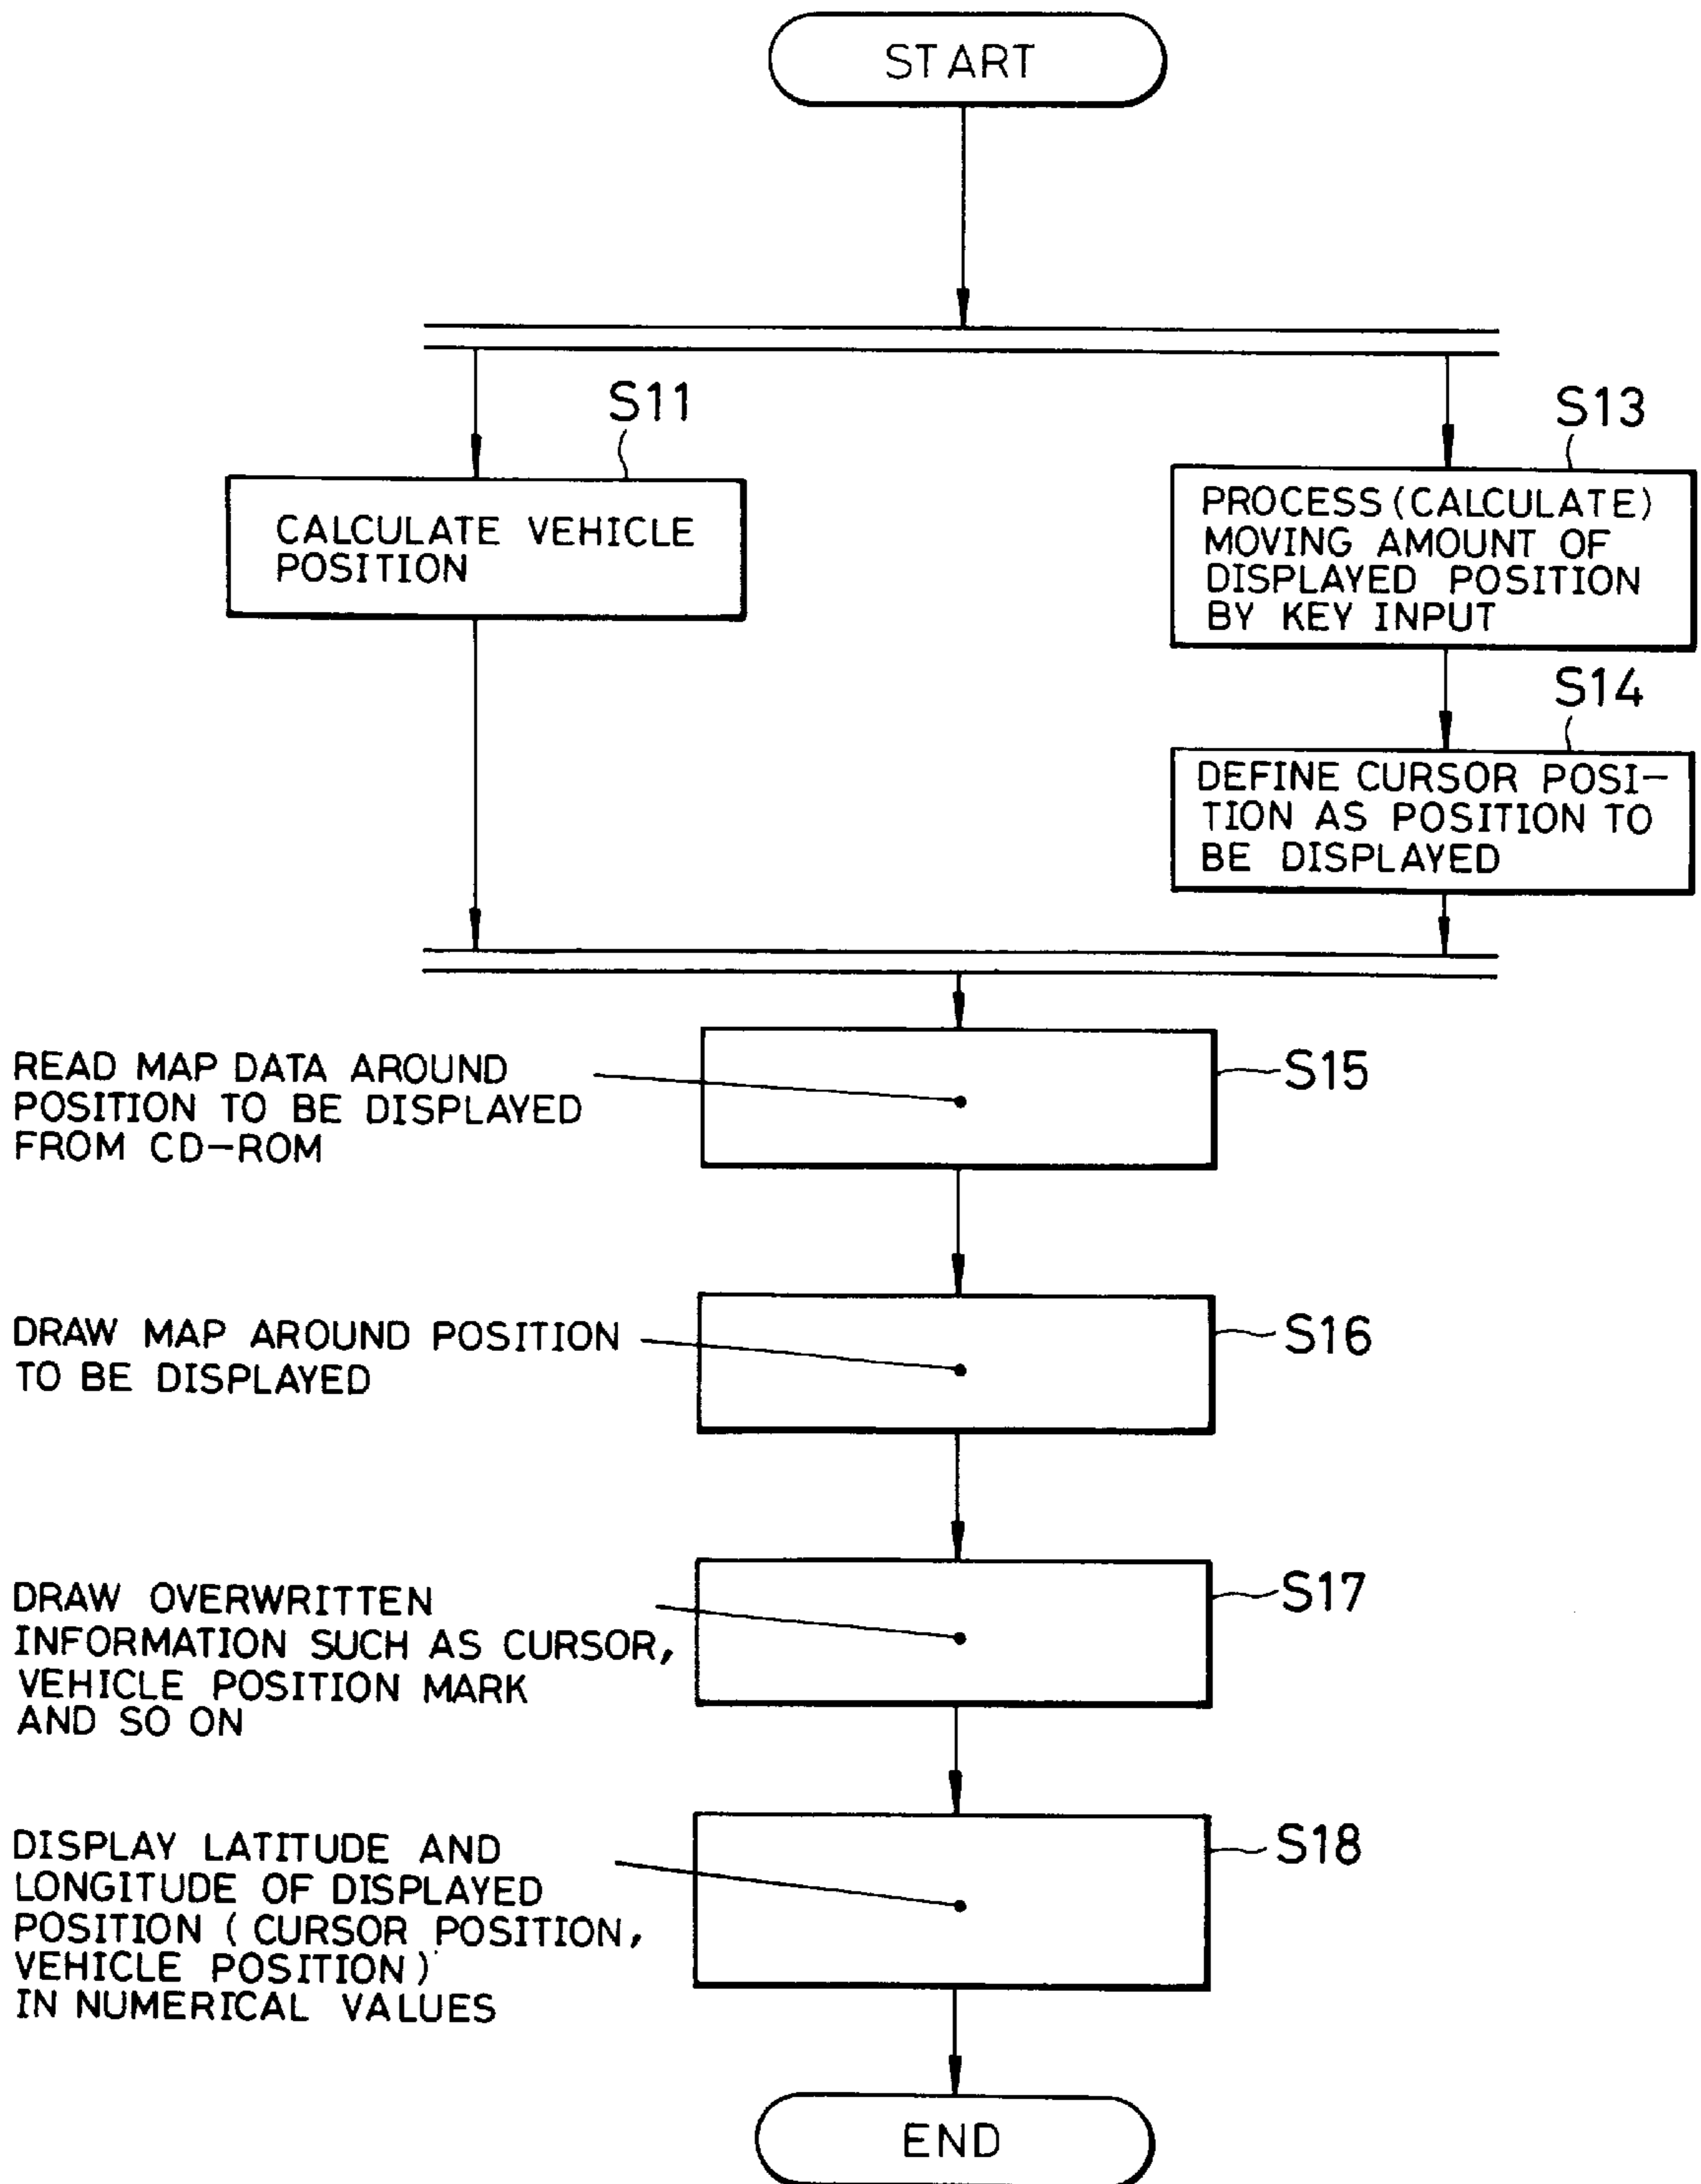 START
S11
CALCULATE VEHICLE
POSITION
S13
PROCESS (CALCULATE)
MOVING AMOUNT OF
DISPLAYED POSITION
BY KEY INPUT
S14
DEFINE CURSOR POSI-
TION AS POSITION TO
BE DISPLAYED
READ MAP DATA AROUND
POSITION TO BE DISPLAYED
FROM CD-ROM
S15
DRAW MAP AROUND POSITION
TO BE DISPLAYED
S16
DRAW OVERWRITTEN
INFORMATION SUCH AS CURSOR,
VEHICLE POSITION MARK
AND SO ON
S17
DISPLAY LATITUDE AND
LONGITUDE OF DISPLAYED
POSITION (CURSOR POSITION,
VEHICLE POSITION)
IN NUMERICAL VALUES
S18
END